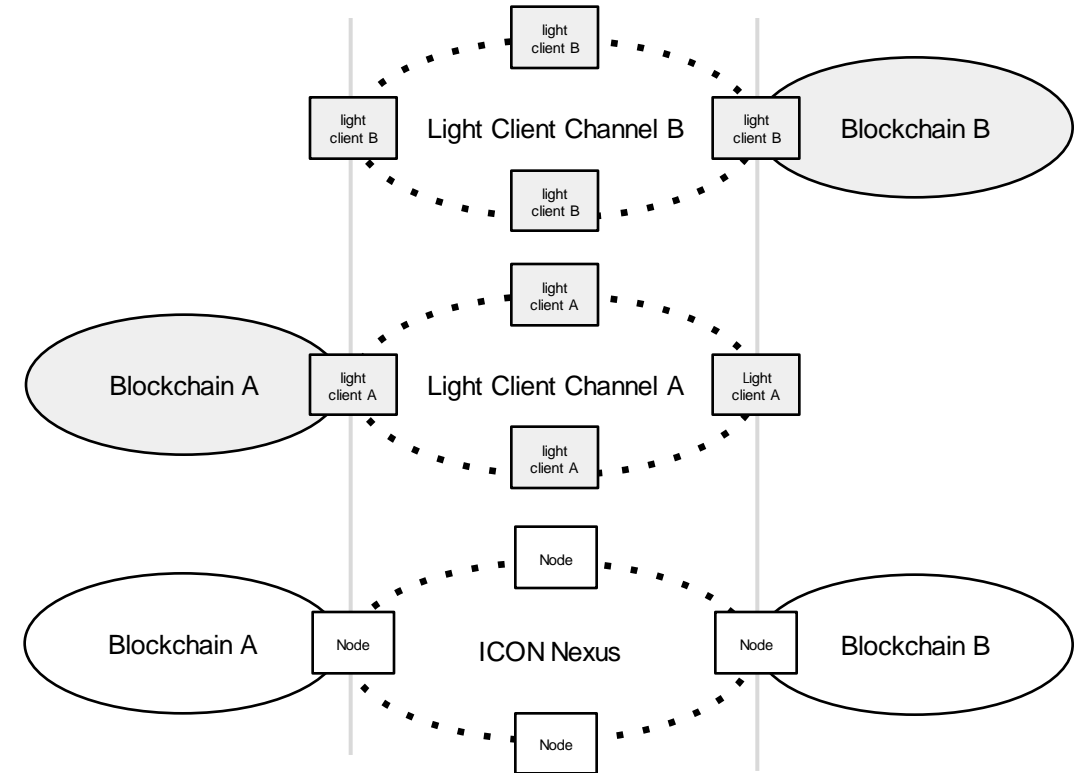 light
client B
light
client B
Light Client Channel B
light
client B
Blockchain B
light
client B
light
client A
Blockchain A
light
client A
Light Client Channel A
Light
client A
light
client A
Node
Blockchain A
Node
ICON Nexus
Node
Blockchain B
Node